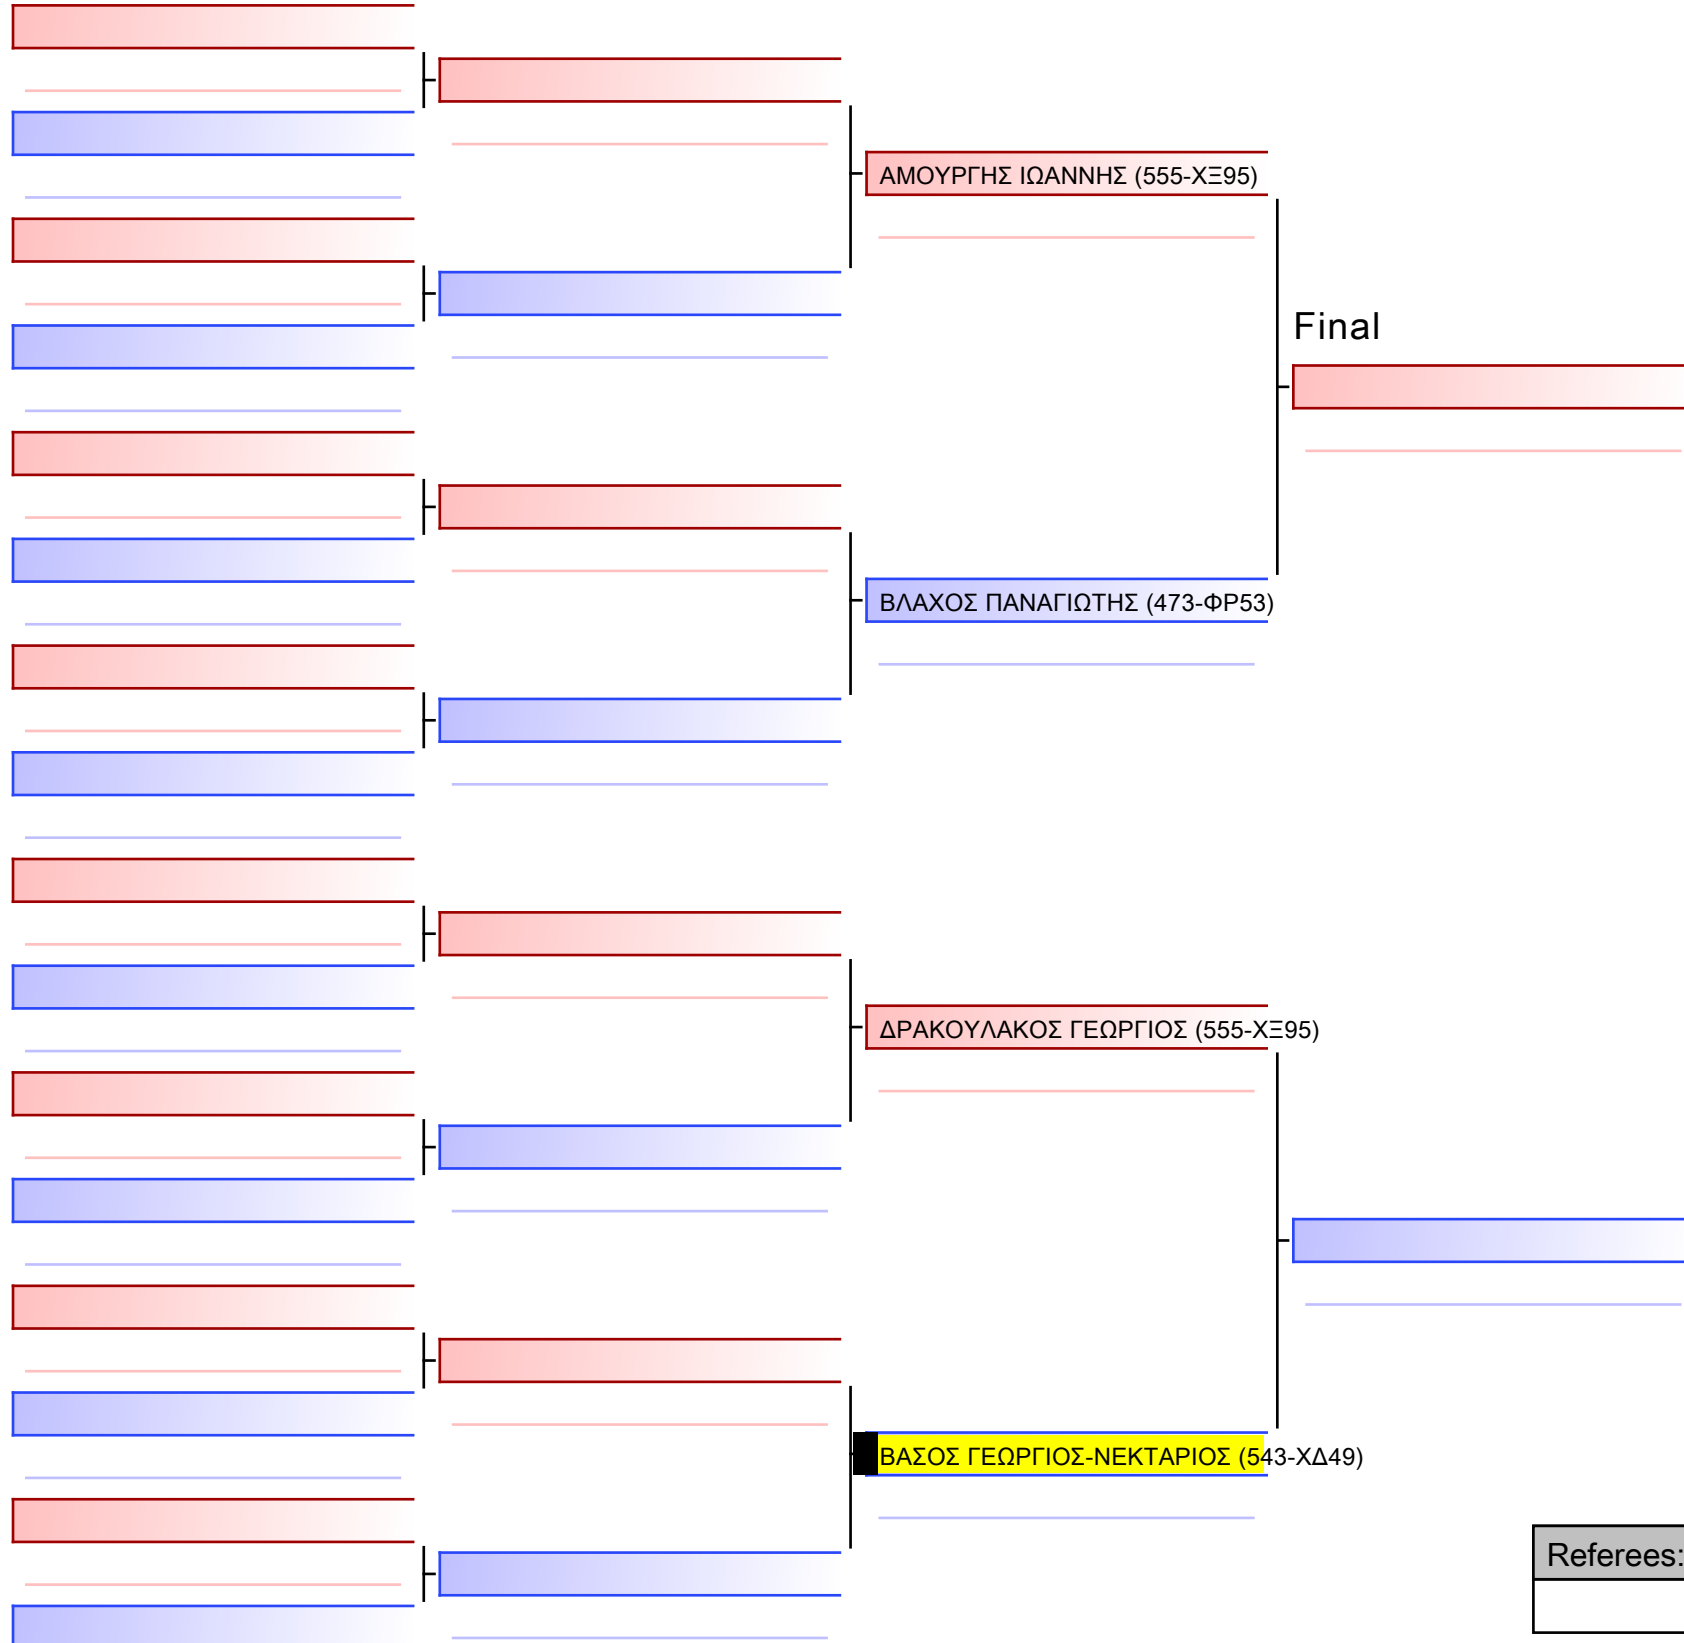 ΑΜΟΥΡΓΗΣ ΙΩΑΝΝΗΣ (555-ΧΞ95)
Final
ΒΛΑΧΟΣ ΠΑΝΑΓΙΩΤΗΣ (473-ΦΡ53)
ΔΡΑΚΟΥΛΑΚΟΣ ΓΕΩΡΓΙΟΣ (555-ΧΞ95)
ΒΑΣΟΣ ΓΕΩΡΓΙΟΣ-ΝΕΚΤΑΡΙΟΣ (543-ΧΔ49)
Referees: